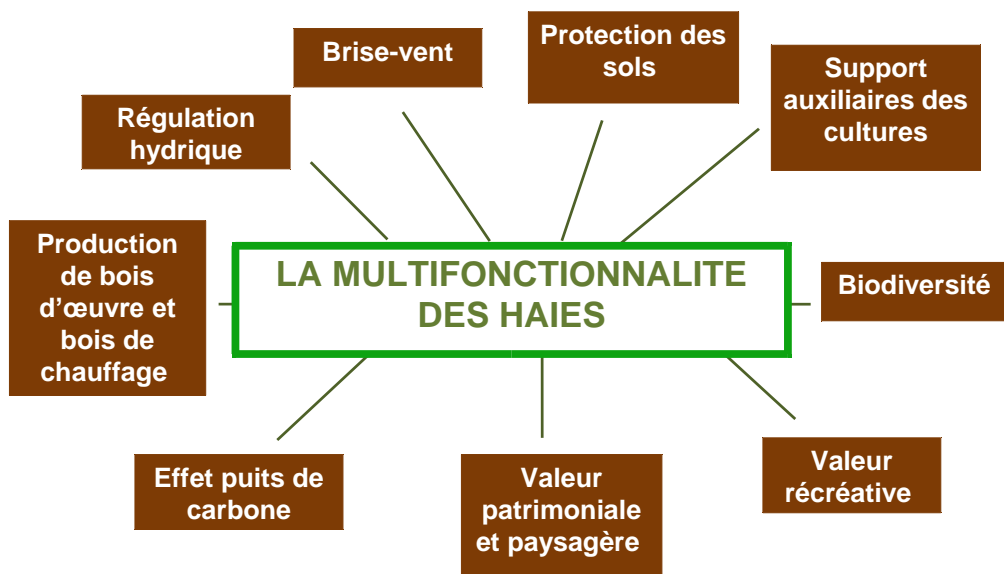 Brise-vent
Protection des
sols
Support
auxiliaires des
cultures
Régulation
hydrique
Production
de bois
d'œuvre et
bois de
chauffage
LA MULTIFONCTIONNALITE
DES HAIES
Biodiversité
Effet puits de
carbone
Valeur
patrimoniale
et paysagère
Valeur
récréative